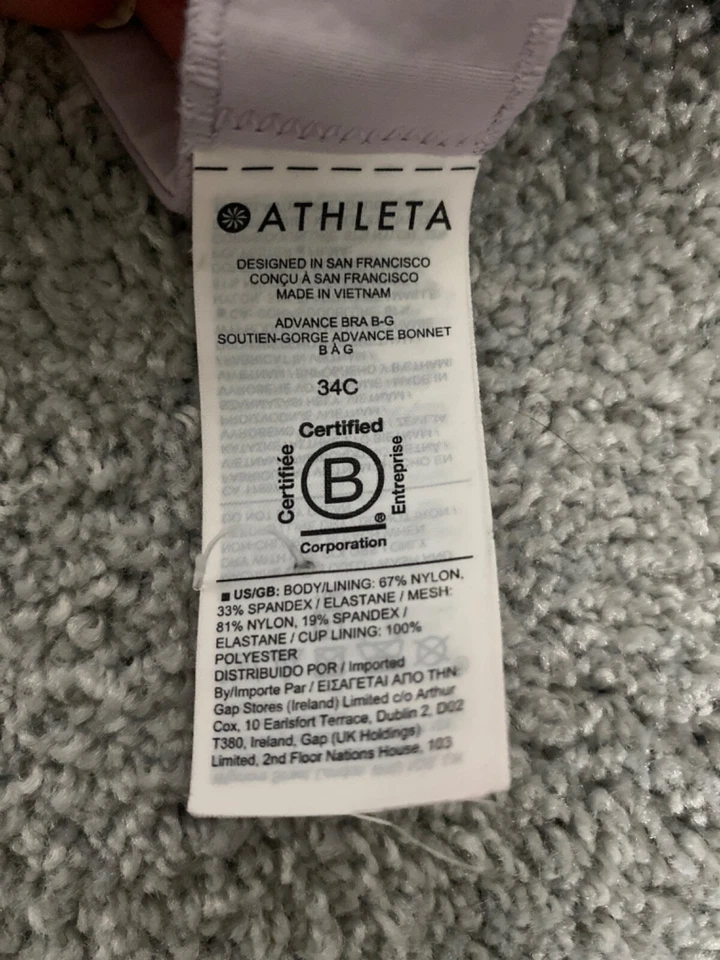 ATHLETA
DESIGNED IN SAN FRANCISCO
CONÇU À SAN FRANCISCO
MADE IN VIETNAM
ADVANCE BRA B-G
SOUTIEN-GORGE ADVANCE BONNET
B À G
34C
Certified
Certifiée
B
Entreprise
®
Corporation
US/GB: BODY/LINING: 67% NYLON,
33% SPANDEX / ELASTANE / MESH:
81% NYLON, 19% SPANDEX /
ELASTANE / CUP LINING: 100%
POLYESTER
DISTRIBUIDO POR / Imported
By/Importe Par / ΕΙΣΑΓΕΤΑΙ ΑΠΟ ΤΗΝ:
Gap Stores (Ireland) Limited c/o Arthur
Cox, 10 Earlsfort Terrace, Dublin 2, D02
T380, Ireland, Gap (UK Holdings)
Limited, 2nd Floor Nations House, 103